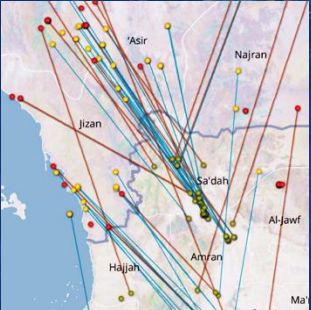 'Asir
Najran
Jizan
Sa'dah
Al-Jawf
Amran
Hajjah
Ma'